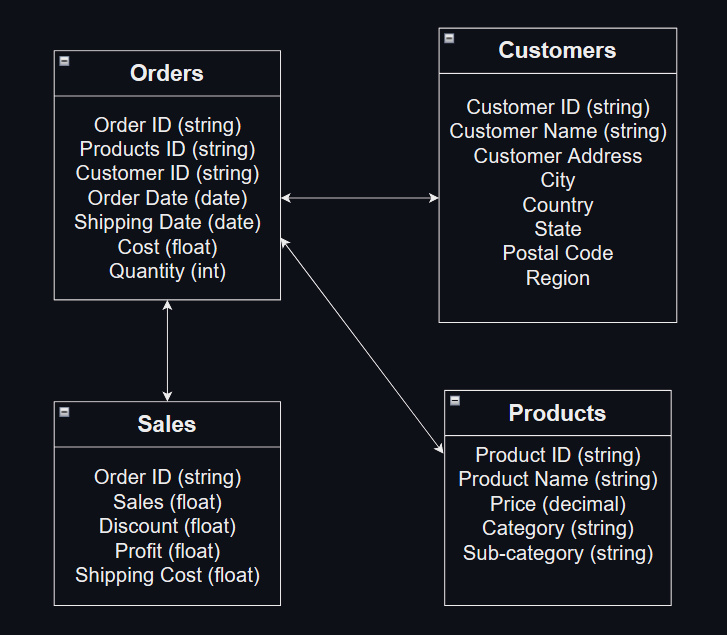 Orders
Order ID (string)
Products ID (string)
Customer ID (string)
Order Date (date)
Shipping Date (date)
Cost (float)
Quantity (int)
Customers
Customer ID (string)
Customer Name (string)
Customer Address
City
Country
State
Postal Code
Region
Sales
Order ID (string)
Sales (float)
Discount (float)
Profit (float)
Shipping Cost (float)
Products
Product ID (string)
Product Name (string)
Price (decimal)
Category (string)
Sub-category (string)